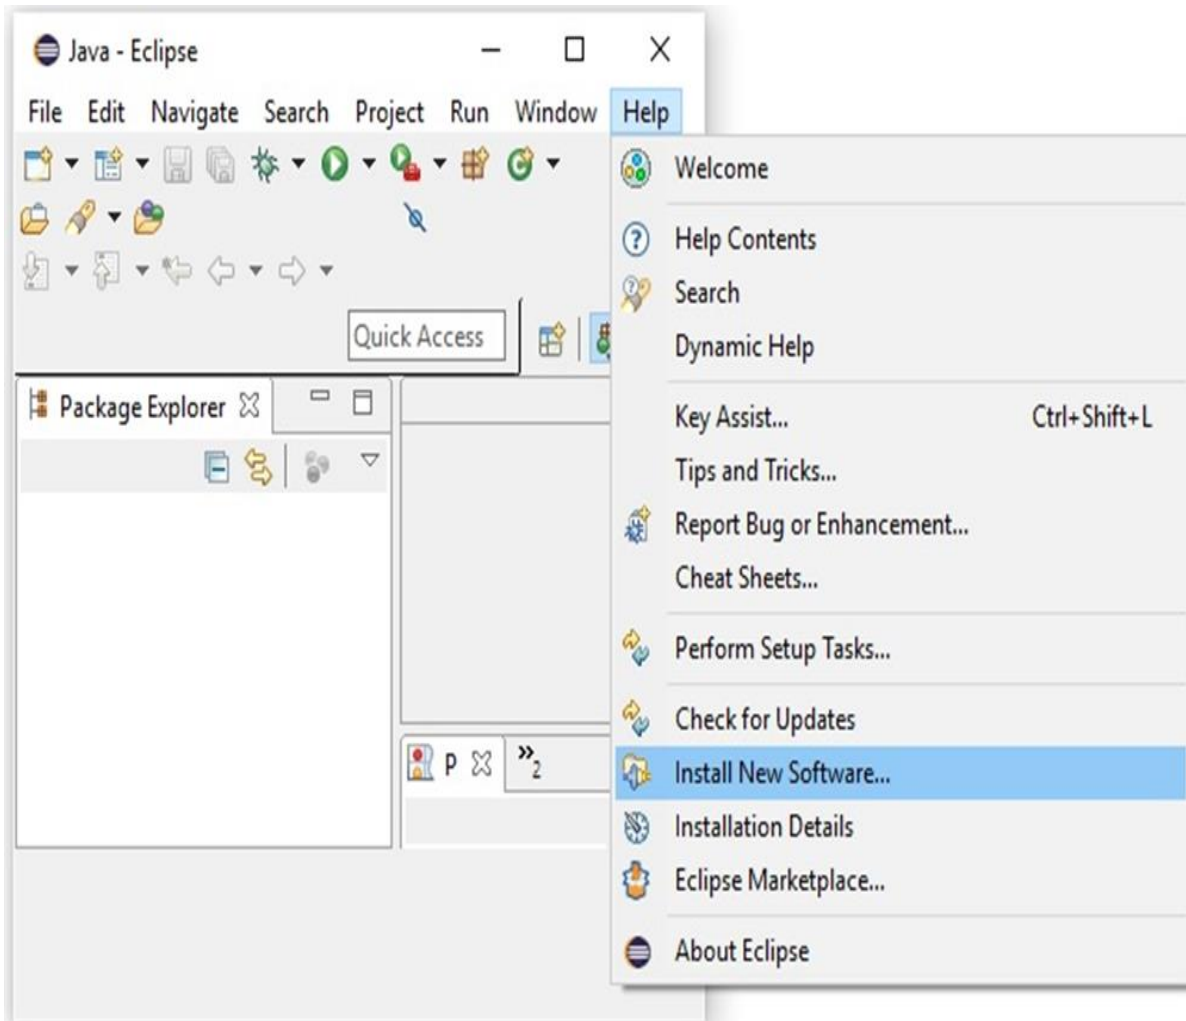 Java - Eclipse
File Edit Navigate Search Project Run Window Help
Quick Access
Package Explorer
P
»2
Welcome
Help Contents
Search
Dynamic Help
Key Assist... Ctrl+Shift+L
Tips and Tricks...
Report Bug or Enhancement...
Cheat Sheets...
Perform Setup Tasks...
Check for Updates
Install New Software...
Installation Details
Eclipse Marketplace...
About Eclipse